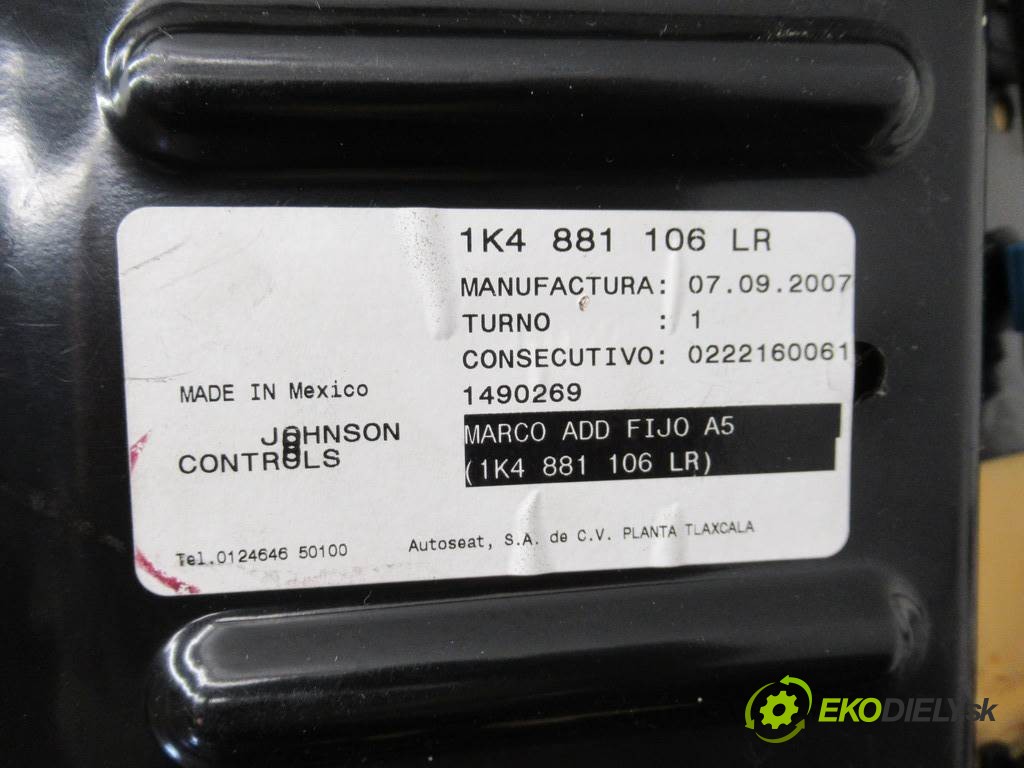 1K4 881 106 LR
MANUFACTURA: 07.09.2007
TURNO : 1
CONSECUTIVO: 0222160061
MADE IN Mexico
1490269
JOHNSON
CONTROLS
MARCO ADD FIJO A5
(1K4 881 106 LR)
Tel.0124646 50100
Autoseat, S.A. de C.V. PLANTA TLAXCALA
EKODIELY.sk